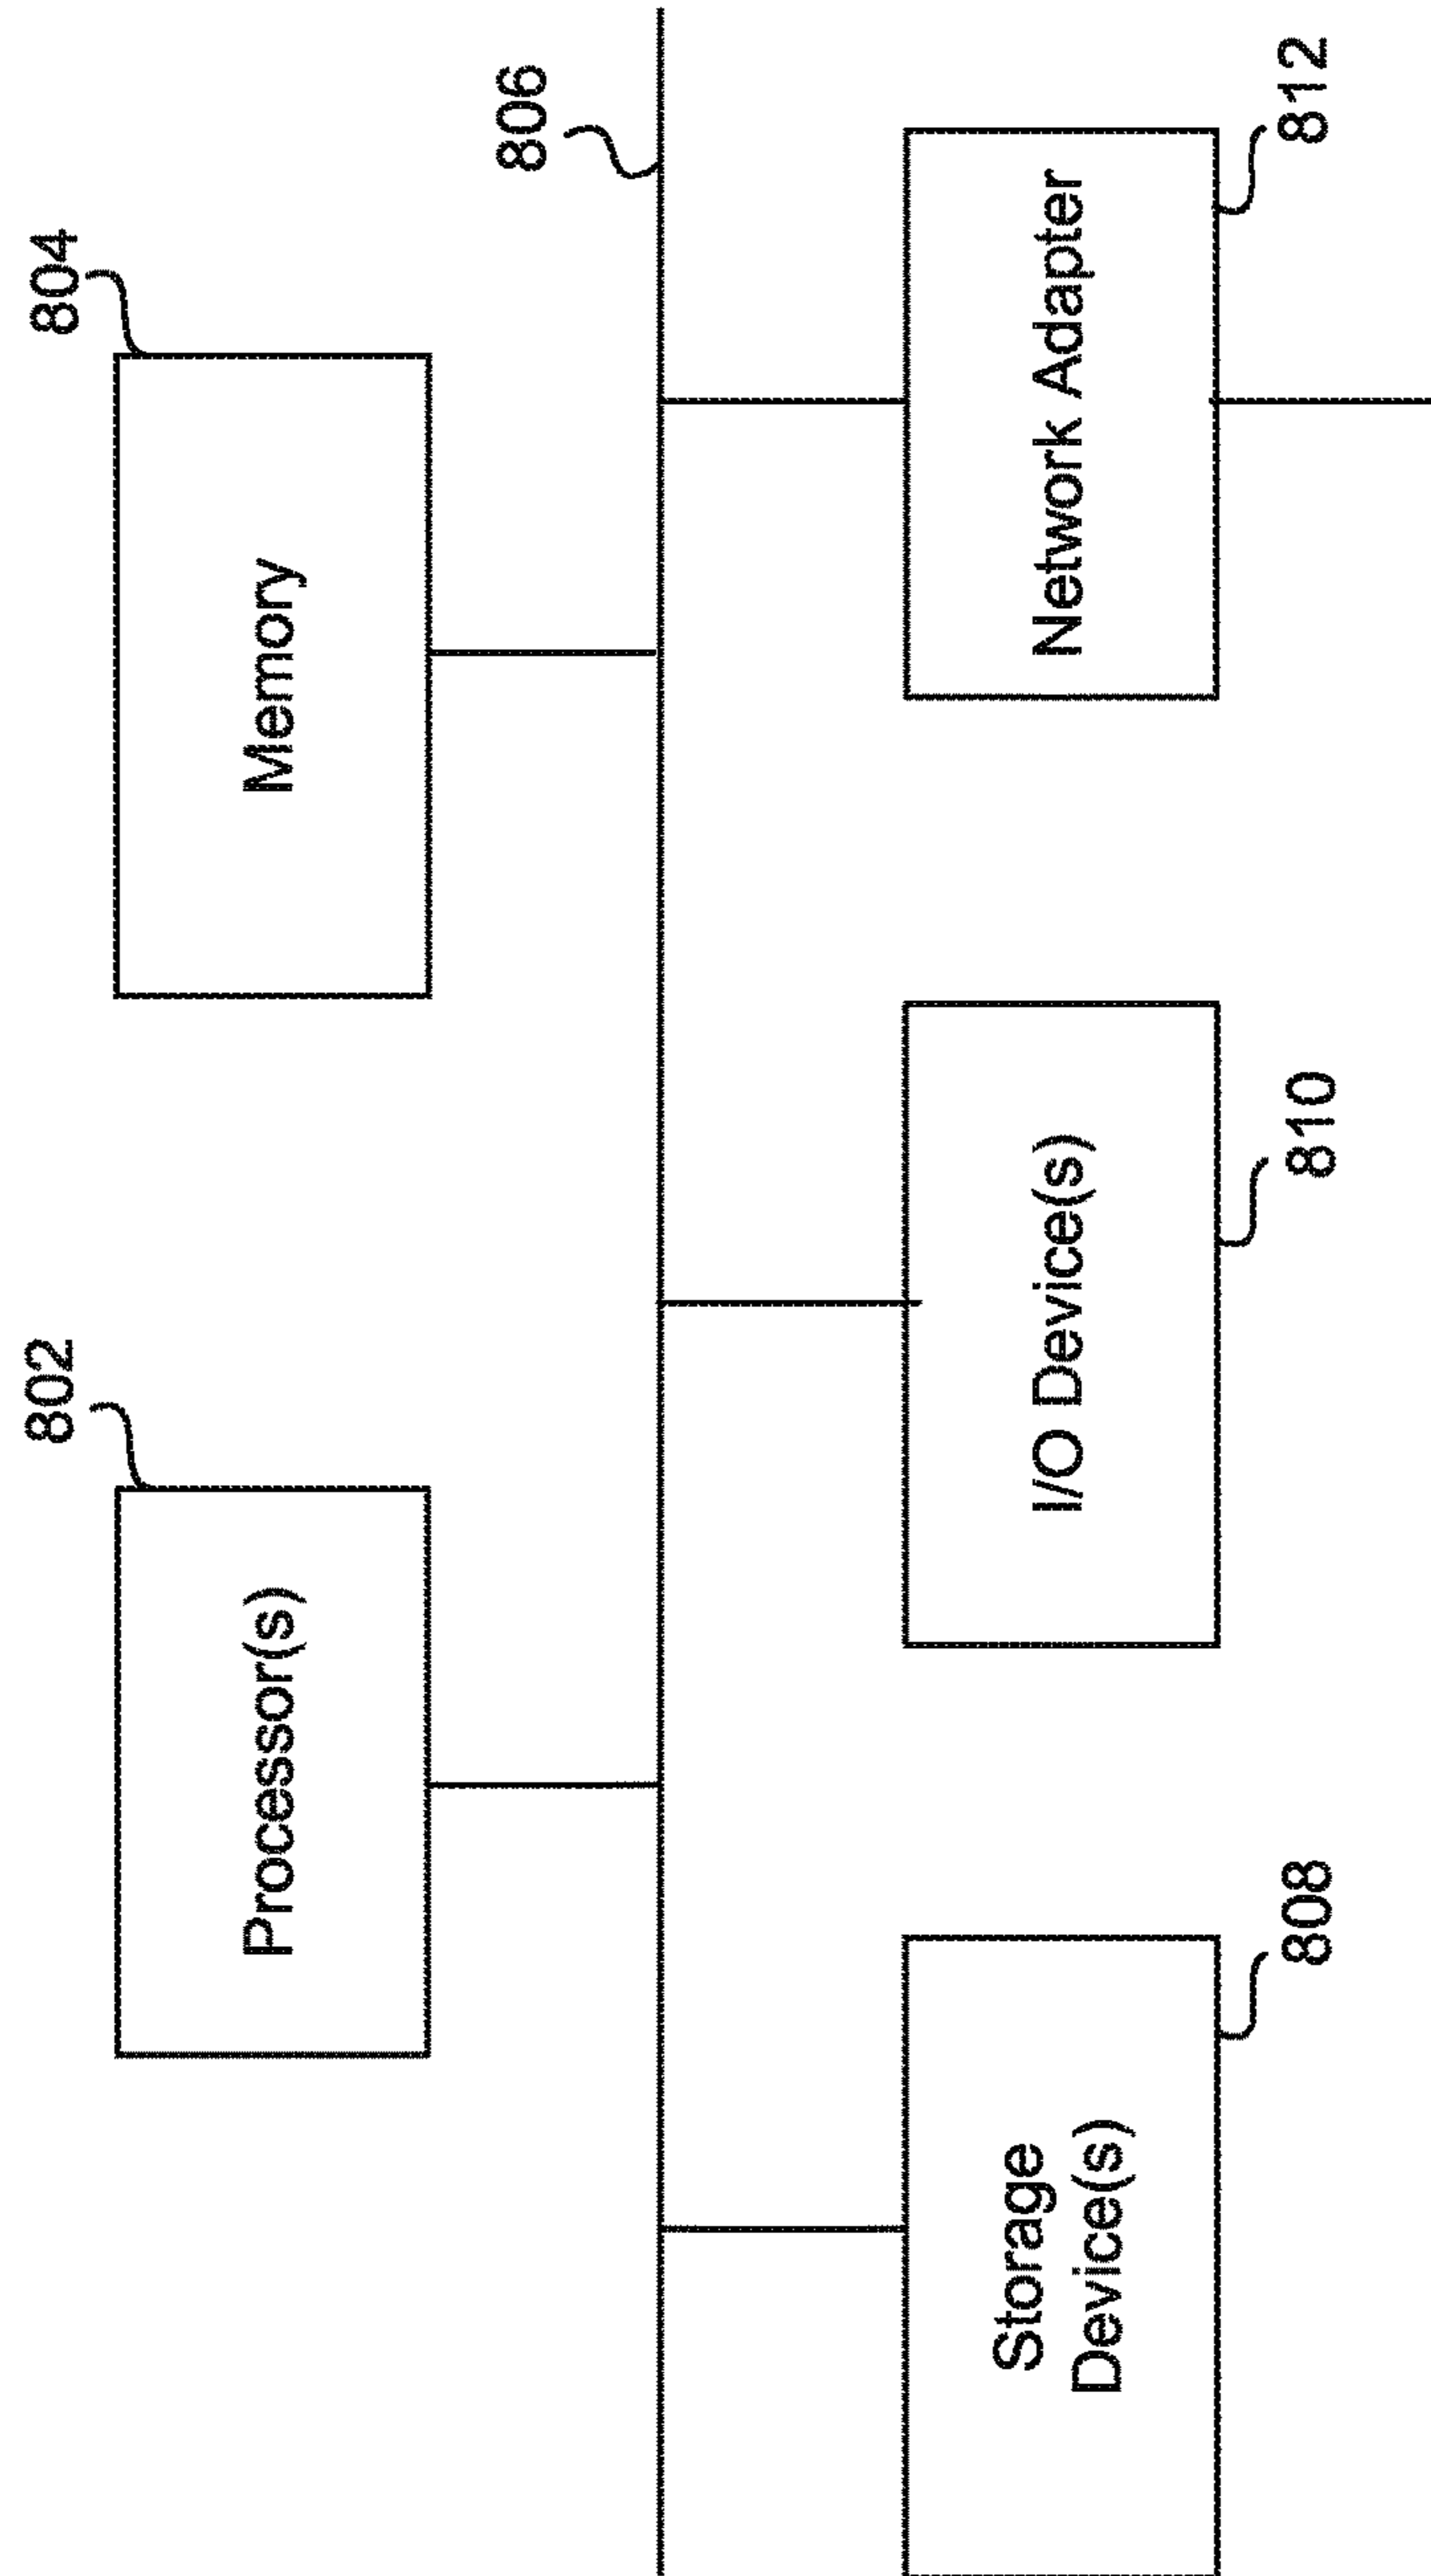 802
804
Processor(s)
Memory
806
Storage
Device(s)
I/O Device(s)
Network Adapter
808
810
812